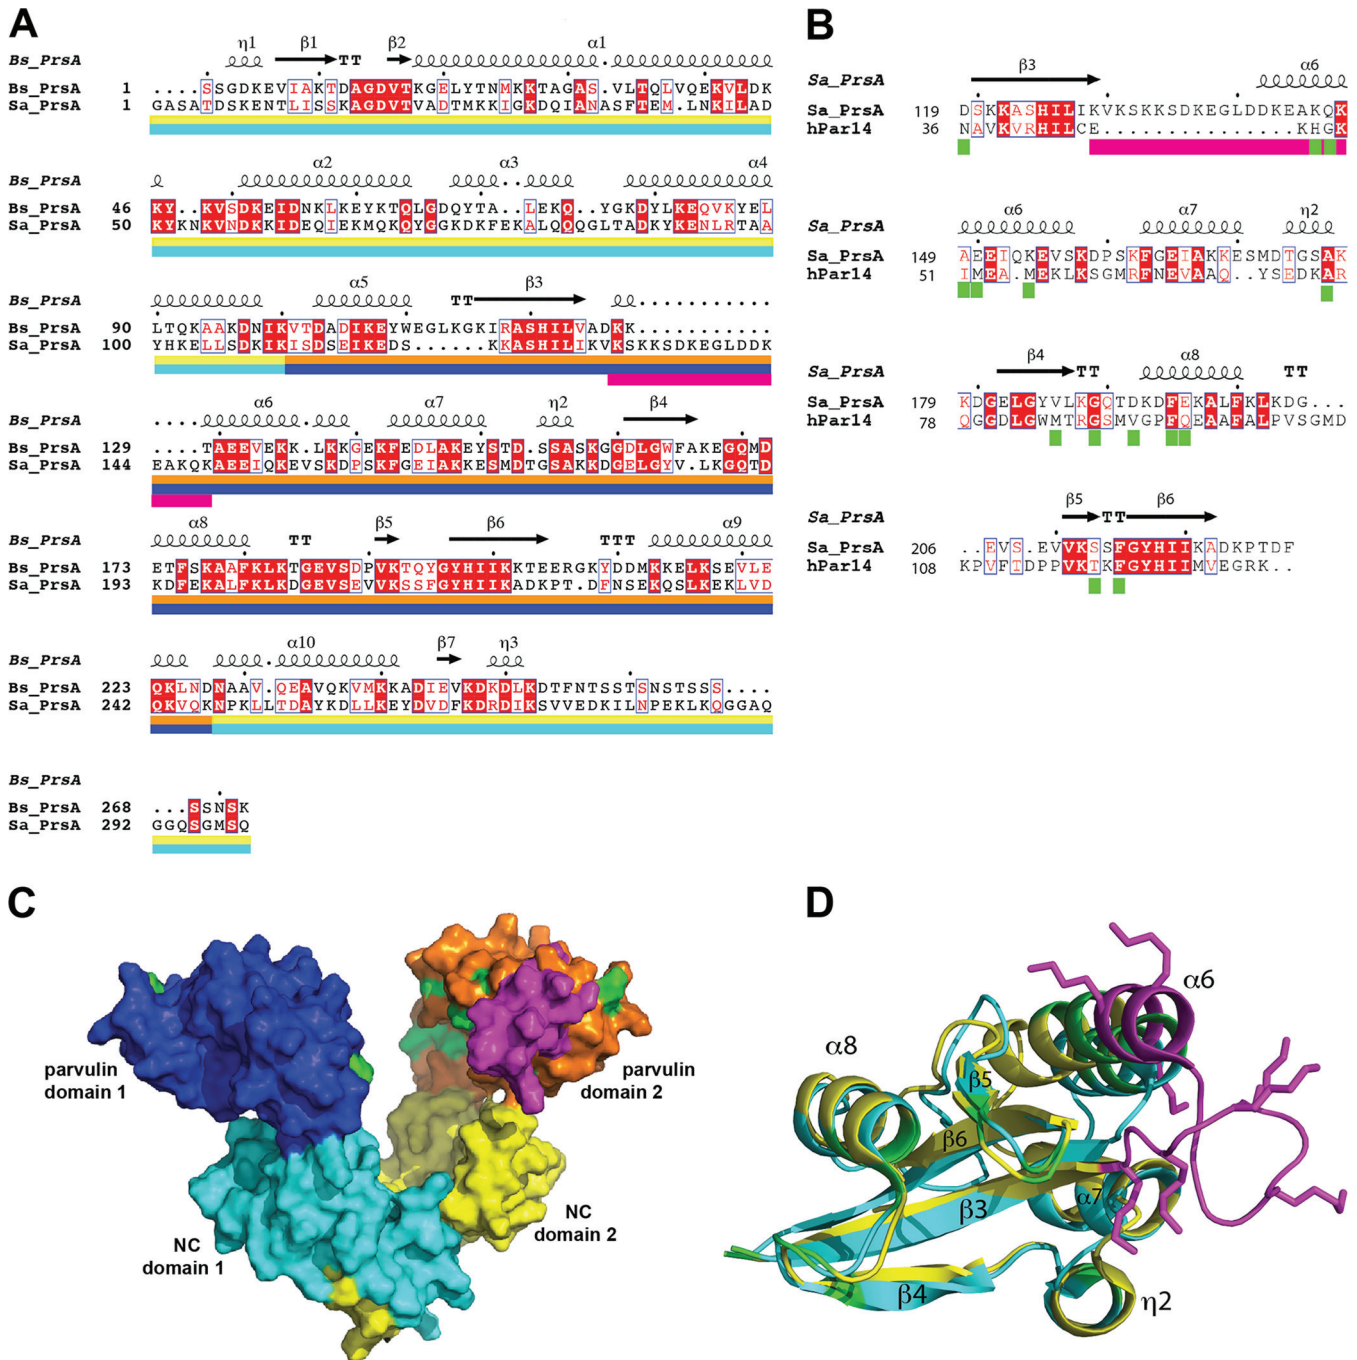 A
η1 β1 TT β2 α1
Bs_PrsA
Bs_PrsA 1 ....SSGDKEVIAKTDAGDVTKGELYTNMKKTAGAS.VLTQLVQEKVLDK
Sa_PrsA 1 GASATDSKENTLISSKAGDVTVADTMKKIGKDQIANASFTEM.LNKILAD
α2 α3 α4
Bs_PrsA
Bs_PrsA 46 KY..KVSDKEIDNKLKEYKTQLGDQYTA..LEKQ..YGKDYLKEQVKYEL
Sa_PrsA 50 KYKNKVNDKKIDEQIEKMQKQYGGKDKFEKALQQQGLTADKYKENLRTAA
α5 TT β3
Bs_PrsA
Bs_PrsA 90 LTQKAAKDNIKVTDADIKEYWEGLKGKIRASHILVADKK...........
Sa_PrsA 100 YHKELLSDKIKISDSEIKEDS......KKASHILIKVKSKKSDKEGLDDK
α6 α7 η2 β4
Bs_PrsA
Bs_PrsA 129 ....TAEEVEKK.LKKGEKFEDLAKEYSTD.SSASKGGDLGWFAKEGQMD
Sa_PrsA 144 EAKQKAEEIQKEVSKDPSKFGEIAKKESMDTGSAKKDGELGYV.LKGQTD
α8 TT β5 β6 TTT α9
Bs_PrsA
Bs_PrsA 173 ETFSKAAFKLKTGEVSDPVKTQYGYHIIKKTEERGKYDDMKKELKSEVLE
Sa_PrsA 193 KDFEKALFKLKDGEVSEVVKSSFGYHIIKADKPT.DFNSEKQSLKEKLVD
α10 β7 η3
Bs_PrsA
Bs_PrsA 223 QKLNDNAAV.QEAVQKVMKKADIEVKDKDLKDTFNTSSTSNSTSSS....
Sa_PrsA 242 QKVQKNPKLLTDAYKDLLKEYDVDFKDRDIKSVVEDKILNPEKLKQGGAQ
Bs_PrsA
Bs_PrsA 268 ...SSNSK
Sa_PrsA 292 GGQSGMSQ
B
β3 α6
Sa_PrsA
Sa_PrsA 119 DSKKASHILIKVKSKKSDKEGLDDKEAKQK
hPar14 36 NAVKVRHILCE................KHGK
α6 α7 η2
Sa_PrsA
Sa_PrsA 149 AEEIQKEVSKDPSKFGEIAKKESMDTGSAK
hPar14 51 IMEA.MEKLKSGMRFNEVAAQ..YSEDKAR
β4 TT α8 TT
Sa_PrsA
Sa_PrsA 179 KDGELGYVLKGQTDKDFEKALFKLKDG...
hPar14 78 QGGDLGWMTRGSMVGPFQEAAFALPVSGMD
β5 TT β6
Sa_PrsA
Sa_PrsA 206 ..EVS.EVVKSSFGYHIIKADKPTDF
hPar14 108 KPVFTDPPVKTKFGYHIIMVEGRK..
C
parvulin
domain 1
parvulin
domain 2
NC
domain 1
NC
domain 2
D
α6
α8
β5
β6
α7
β3
β4
η2